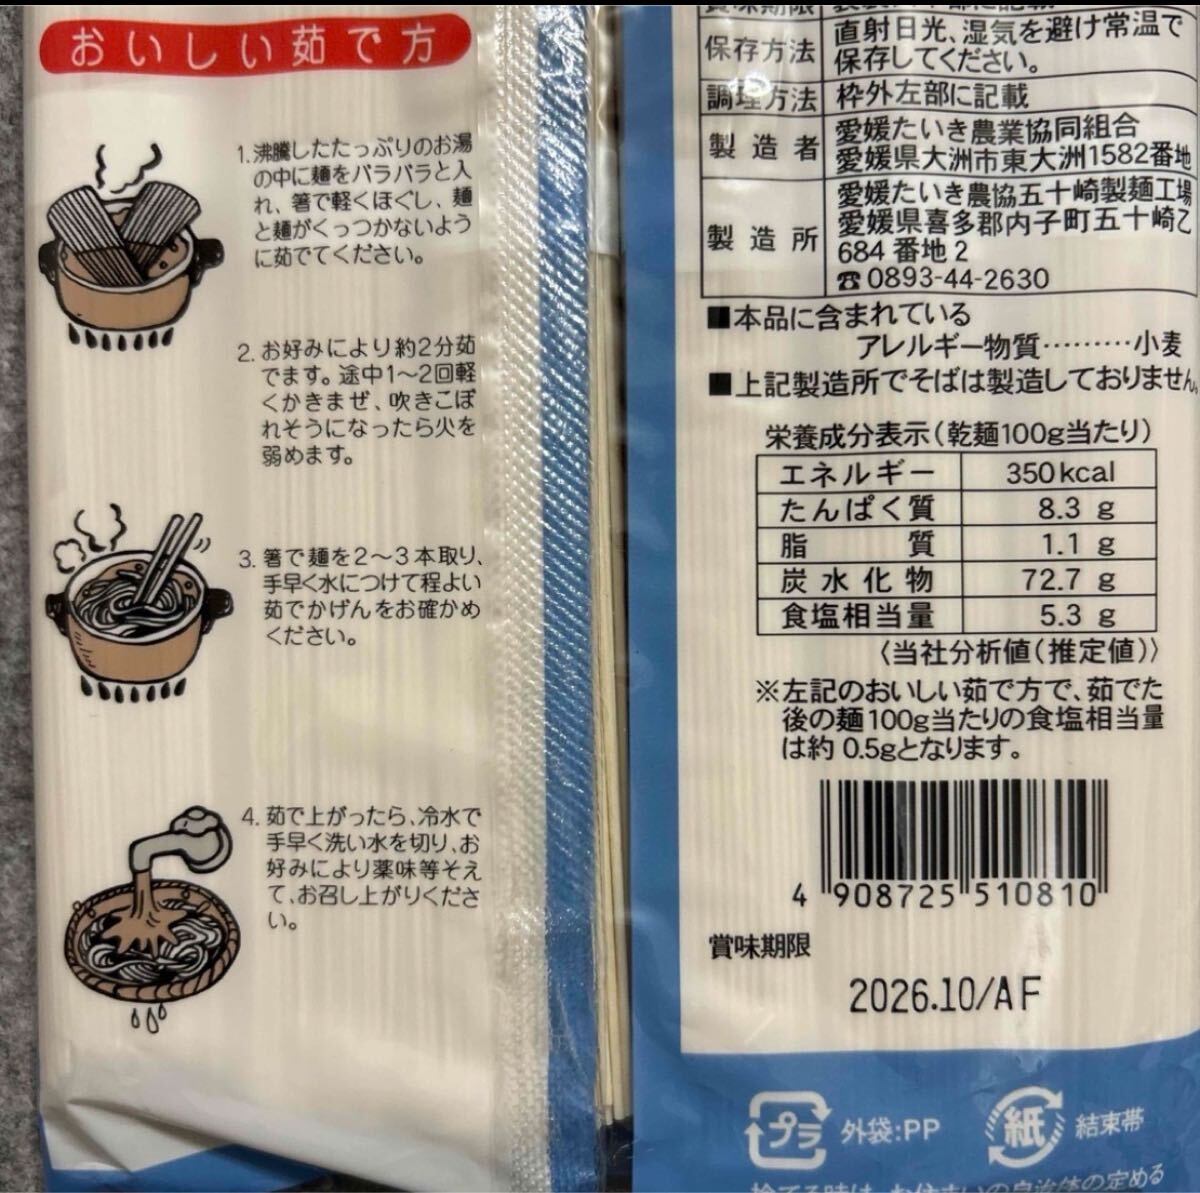 おいしい茹で方
1.沸騰したたっぷりのお湯
の中に麺をバラバラと入
れ、箸で軽くほぐし、麺
と麺がくっつかないよう
に茹でてください。
2.お好みにより約2分茹
でます。途中1〜2回軽
くかきまぜ、吹きこぼ
れそうになったら火を
弱めます。
3.箸で麺を2〜3本取り、
手早く水につけて程よい
茹でかげんをお確かめ
ください。
4.茹で上がったら、冷水で
手早く洗い水を切り、お
好みにより薬味等そえ
て、お召し上がりくださ
い。
賞味期限
保存方法 直射日光、湿気を避け常温で
保存してください。
調理方法 枠外左部に記載
製造者 愛媛たいき農業協同組合
愛媛県大洲市東大洲1582番地
製造所 愛媛たいき農協五十崎製麺工場
愛媛県喜多郡内子町五十崎乙
684番地2
☎0893-44-2630
■本品に含まれている
アレルギー物質………小麦
■上記製造所でそばは製造しておりません。
栄養成分表示(乾麺100g当たり)
エネルギー 350kcal
たんぱく質 8.3 g
脂質 1.1 g
炭水化物 72.7 g
食塩相当量 5.3 g
〈当社分析値(推定値)〉
※左記のおいしい茹で方で、茹でた
後の麺100g当たりの食塩相当量
は約 0.5gとなります。
4 908725 510810
賞味期限
2026.10/AF
プラ 外袋:PP 紙 結束帯
捨てる時は、お住まいの自治体の定める